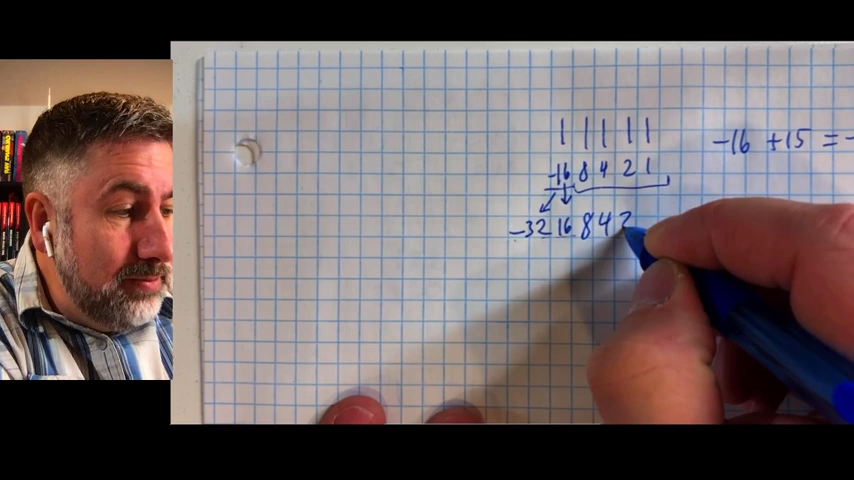 1 1 1 1 1
-16 8 4 2 1
-16 +15 = -
-32 16 8 4 2